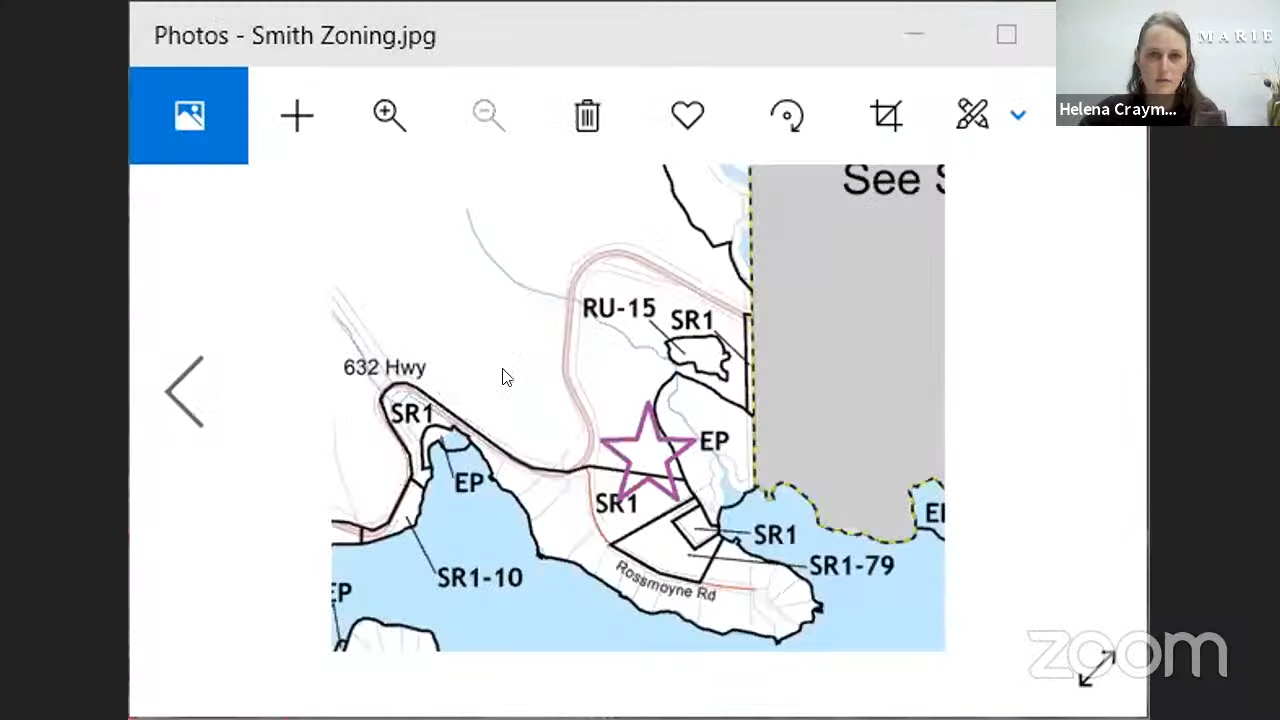 Photos - Smith Zoning.jpg
MARIE
Helena Craym...
See
RU-15
SR1
632 Hwy
SR1
EP
EP
SR1
SR1
SR1-79
SR1-10
Rossmoyne Rd
EP
zoom